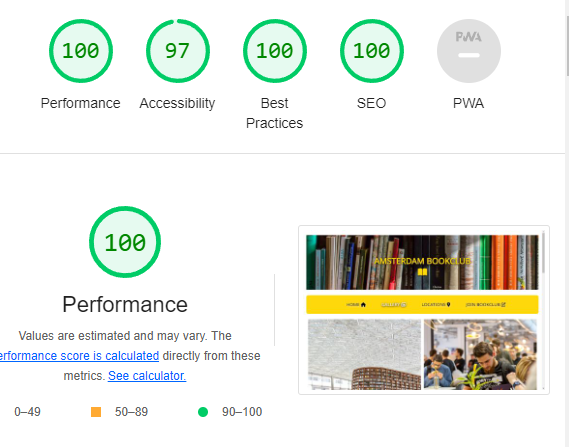 100
97
100
100
PWA
Performance
Accessibility
Best
Practices
SEO
PWA
100
Performance
Values are estimated and may vary. The
erformance score is calculated directly from these
metrics. See calculator.
0–49
50–89
90–100
AMSTERDAM BOOKCLUB
HOME
LOCATIONS
JOIN BOOKCLUB